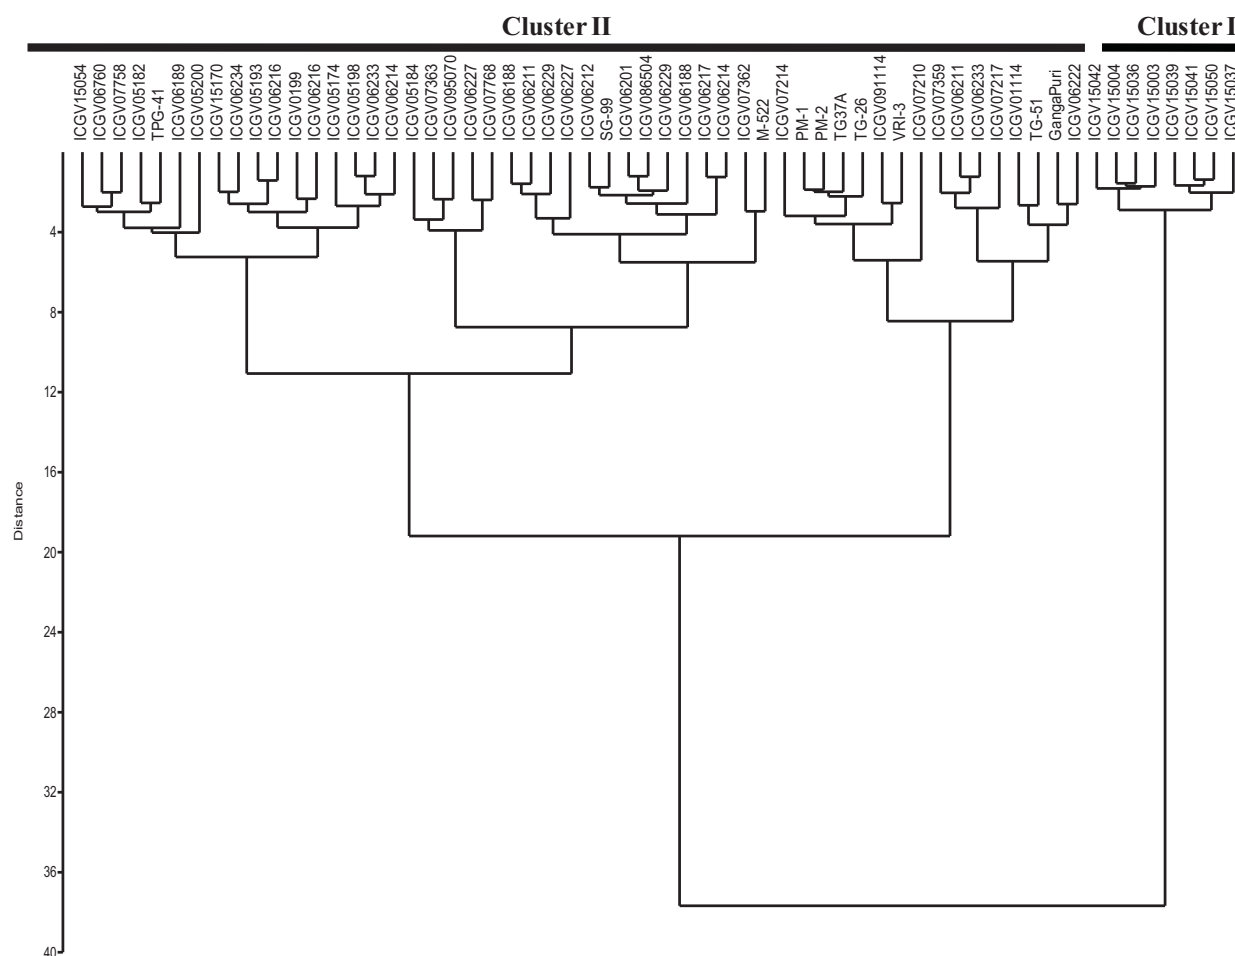 Cluster II
Cluster I
ICGV15054
ICGV06760
ICGV07758
ICGV05182
TPG-41
ICGV06189
ICGV05200
ICGV15170
ICGV06234
ICGV05193
ICGV06216
ICGV0199
ICGV06216
ICGV05174
ICGV05198
ICGV06233
ICGV06214
ICGV05184
ICGV07363
ICGV095070
ICGV06227
ICGV07768
ICGV06188
ICGV06211
ICGV06229
ICGV06227
ICGV06212
SG-99
ICGV06201
ICGV086504
ICGV06229
ICGV06188
ICGV06217
ICGV06214
ICGV07362
M-522
ICGV07214
PM-1
PM-2
TG37A
TG-26
ICGV091114
VRI-3
ICGV07210
ICGV07359
ICGV06211
ICGV06233
ICGV07217
ICGV01114
TG-51
GangaPuri
ICGV06222
ICGV15042
ICGV15004
ICGV15036
ICGV15003
ICGV15039
ICGV15041
ICGV15050
ICGV15037
4
8
12
16
Distance
20
24
28
32
36
40